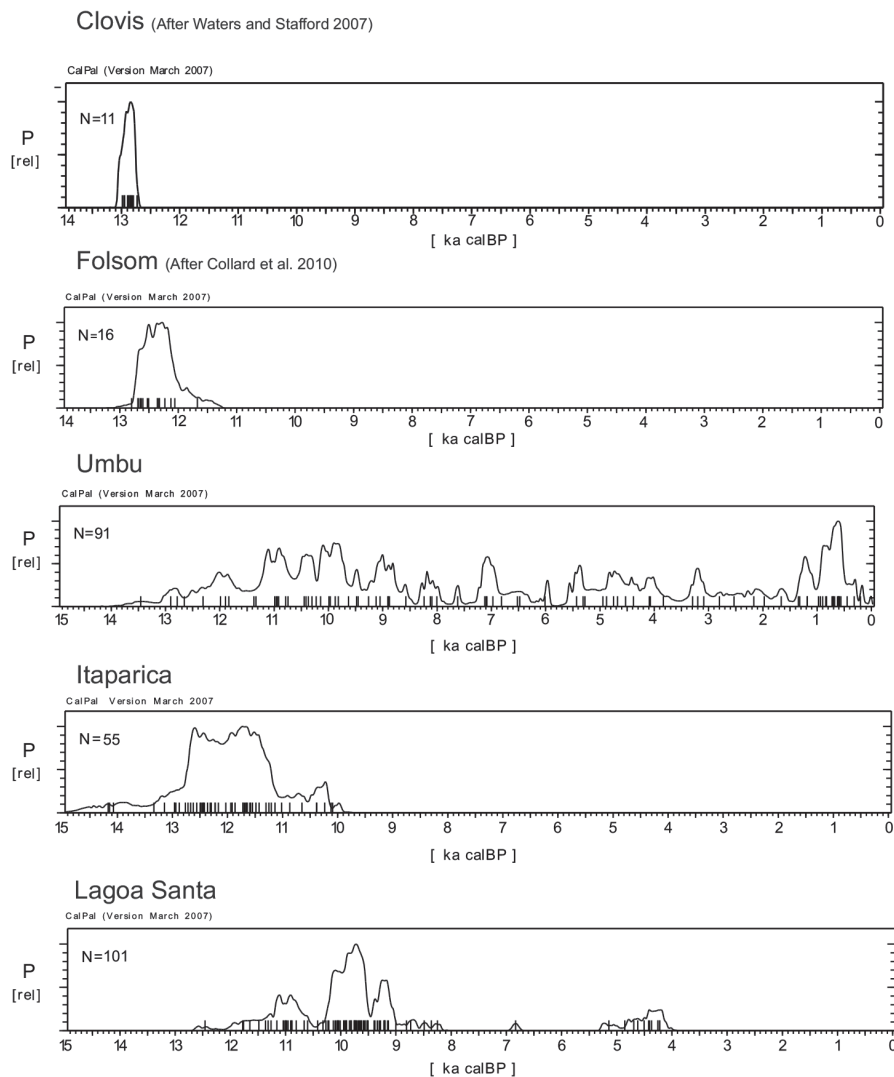 Clovis (After Waters and Stafford 2007)
CalPal (Version March 2007)
N=11
P
[rel]
14 13 12 11 10 9 8 7 6 5 4 3 2 1 0
[ ka calBP ]
Folsom (After Collard et al. 2010)
CalPal (Version March 2007)
N=16
P
[rel]
14 13 12 11 10 9 8 7 6 5 4 3 2 1 0
[ ka calBP ]
Umbu
CalPal (Version March 2007)
N=91
P
[rel]
15 14 13 12 11 10 9 8 7 6 5 4 3 2 1 0
[ ka calBP ]
Itaparica
CalPal Version March 2007
N=55
P
[rel]
15 14 13 12 11 10 9 8 7 6 5 4 3 2 1 0
[ ka calBP ]
Lagoa Santa
CalPal (Version March 2007)
N=101
P
[rel]
15 14 13 12 11 10 9 8 7 6 5 4 3 2 1 0
[ ka calBP ]